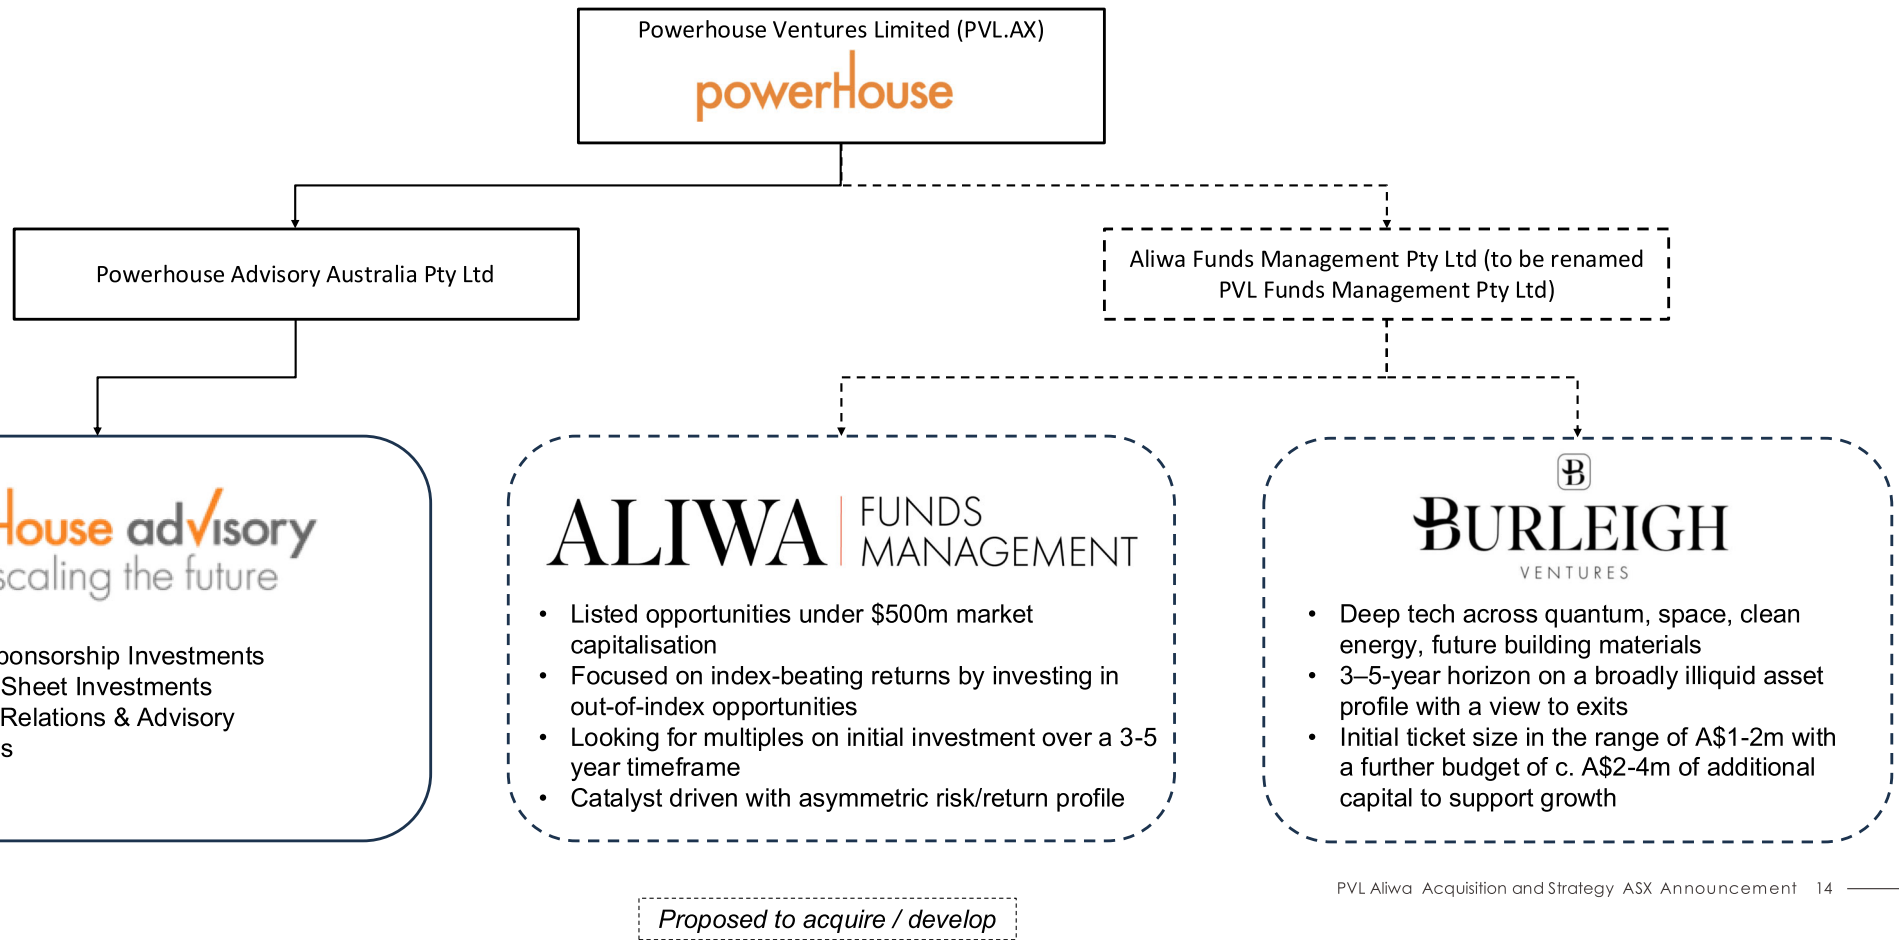 Powerhouse Ventures Limited (PVL.AX)
powerHouse
Powerhouse Advisory Australia Pty Ltd
Aliwa Funds Management Pty Ltd (to be renamed
PVL Funds Management Pty Ltd)
House advisory
scaling the future
ponsorship Investments
Sheet Investments
Relations & Advisory
s
ALIWA | FUNDS
MANAGEMENT
• Listed opportunities under $500m market
capitalisation
• Focused on index-beating returns by investing in
out-of-index opportunities
• Looking for multiples on initial investment over a 3-5
year timeframe
• Catalyst driven with asymmetric risk/return profile
B
BURLEIGH
VENTURES
• Deep tech across quantum, space, clean
energy, future building materials
• 3–5-year horizon on a broadly illiquid asset
profile with a view to exits
• Initial ticket size in the range of A$1-2m with
a further budget of c. A$2-4m of additional
capital to support growth
PVL Aliwa Acquisition and Strategy ASX Announcement 14
Proposed to acquire / develop